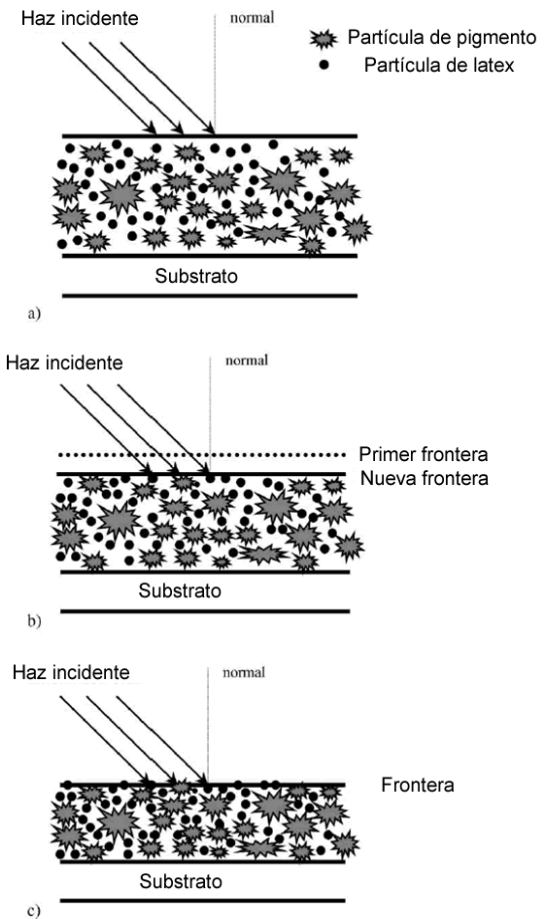 Haz incidente
normal
Partícula de pigmento
Partícula de latex
Substrato
a)
Haz incidente
normal
Primer frontera
Nueva frontera
Substrato
b)
Haz incidente
normal
Frontera
Substrato
c)